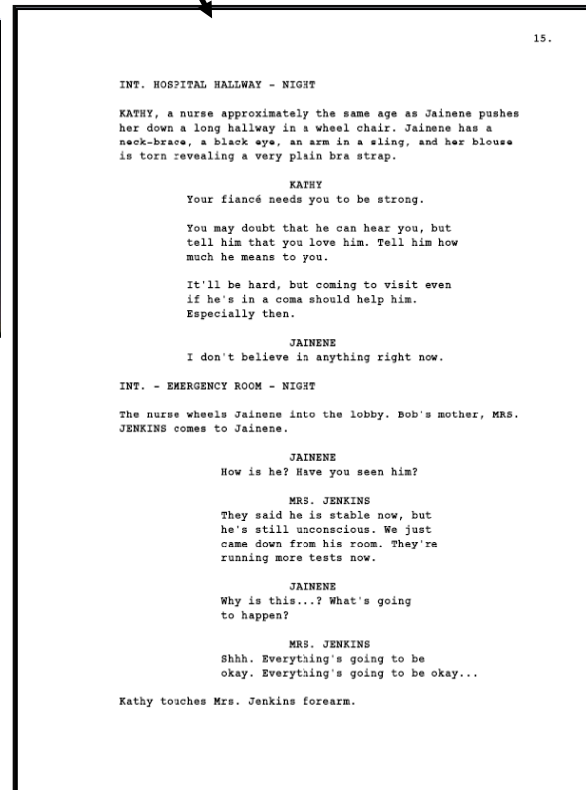 15.
INT. HOSPITAL HALLWAY - NIGHT
KATHY, a nurse approximately the same age as Jainene pushes
her down a long hallway in a wheel chair. Jainene has a
neck-brace, a black eye, an arm in a sling, and her blouse
is torn revealing a very plain bra strap.
KATHY
Your fiancé needs you to be strong.
You may doubt that he can hear you, but
tell him that you love him. Tell him how
much he means to you.
It'll be hard, but coming to visit even
if he's in a coma should help him.
Especially then.
JAINENE
I don't believe in anything right now.
INT. - EMERGENCY ROOM - NIGHT
The nurse wheels Jainene into the lobby. Bob's mother, MRS.
JENKINS comes to Jainene.
JAINENE
How is he? Have you seen him?
MRS. JENKINS
They said he is stable now, but
he's still unconscious. We just
came down from his room. They're
running more tests now.
JAINENE
Why is this...? What's going
to happen?
MRS. JENKINS
Shhh. Everything's going to be
okay. Everything's going to be okay...
Kathy touches Mrs. Jenkins forearm.